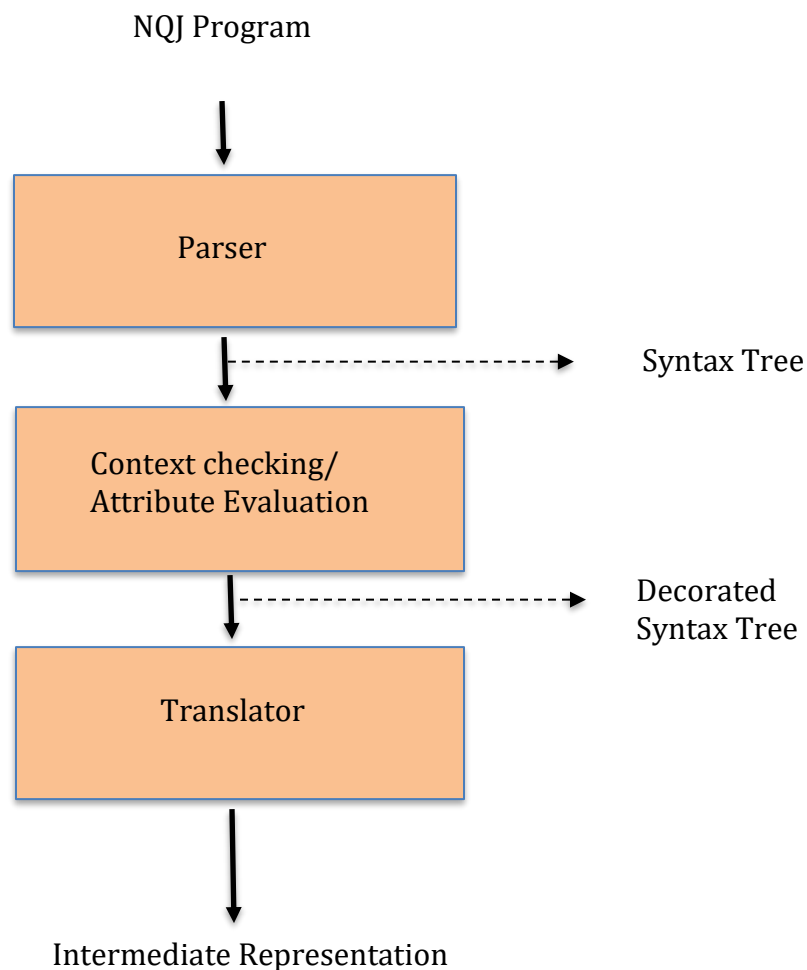 NQJ Program
Parser
Syntax Tree
Context checking/
Attribute Evaluation
Decorated
Syntax Tree
Translator
Intermediate Representation